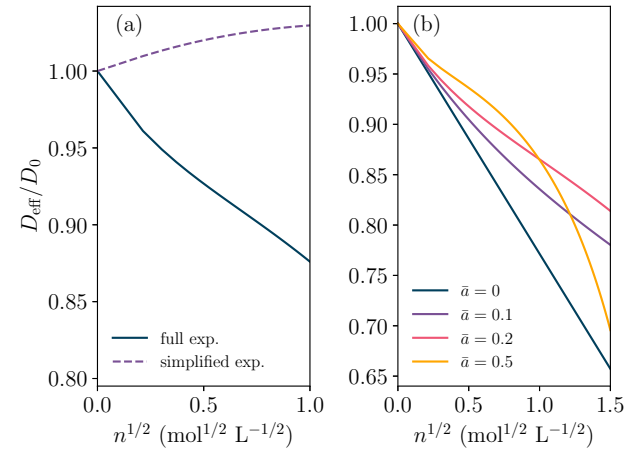 (a)
D_eff/D_0
1.00
0.95
0.90
0.85
0.80
0.0
0.5
1.0
n^{1/2} (mol^{1/2} L^{-1/2})
full exp.
simplified exp.
(b)
1.00
0.95
0.90
0.85
0.80
0.75
0.70
0.65
0.0
0.5
1.0
1.5
n^{1/2} (mol^{1/2} L^{-1/2})
ā = 0
ā = 0.1
ā = 0.2
ā = 0.5